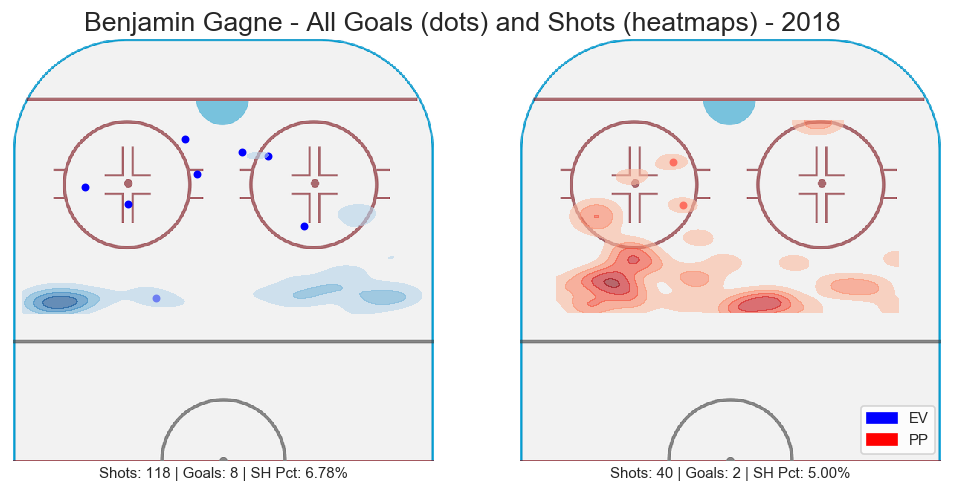 Benjamin Gagne - All Goals (dots) and Shots (heatmaps) - 2018
EV
PP
Shots: 118 | Goals: 8 | SH Pct: 6.78%
Shots: 40 | Goals: 2 | SH Pct: 5.00%